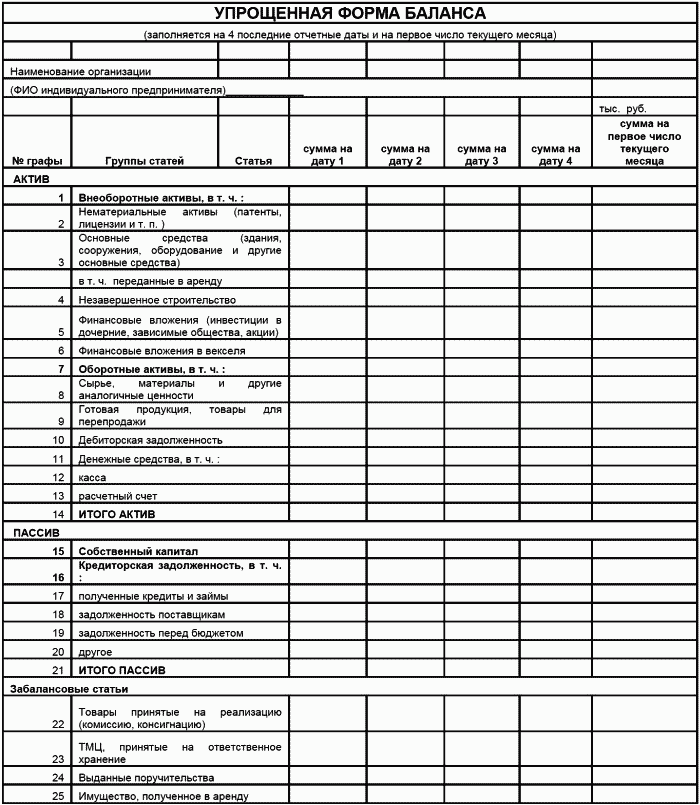 УПРОЩЕННАЯ ФОРМА БАЛАНСА
(заполняется на 4 последние отчетные даты и на первое число текущего месяца)
Наименование организации
(ФИО индивидуального предпринимателя)______________
тыс. руб.
№ графы Группы статей Статья сумма на дату 1 сумма на дату 2 сумма на дату 3 сумма на дату 4 сумма на первое число текущего месяца
АКТИВ
1 Внеоборотные активы, в т. ч. :
2 Нематериальные активы (патенты,
лицензии и т. п. )
3 Основные средства (здания,
сооружения, оборудование и другие
основные средства)
в т. ч. переданные в аренду
4 Незавершенное строительство
5 Финансовые вложения (инвестиции в
дочерние, зависимые общества, акции)
6 Финансовые вложения в векселя
7 Оборотные активы, в т. ч. :
8 Сырье, материалы и другие
аналогичные ценности
9 Готовая продукция, товары для
перепродажи
10 Дебиторская задолженность
11 Денежные средства, в т. ч. :
12 касса
13 расчетный счет
14 ИТОГО АКТИВ
ПАССИВ
15 Собственный капитал
16 Кредиторская задолженность, в т. ч.
:
17 полученные кредиты и займы
18 задолженность поставщикам
19 задолженность перед бюджетом
20 другое
21 ИТОГО ПАССИВ
Забалансовые статьи
22 Товары принятые на реализацию
(комиссию, консигнацию)
23 ТМЦ, принятые на ответственное
хранение
24 Выданные поручительства
25 Имущество, полученное в аренду